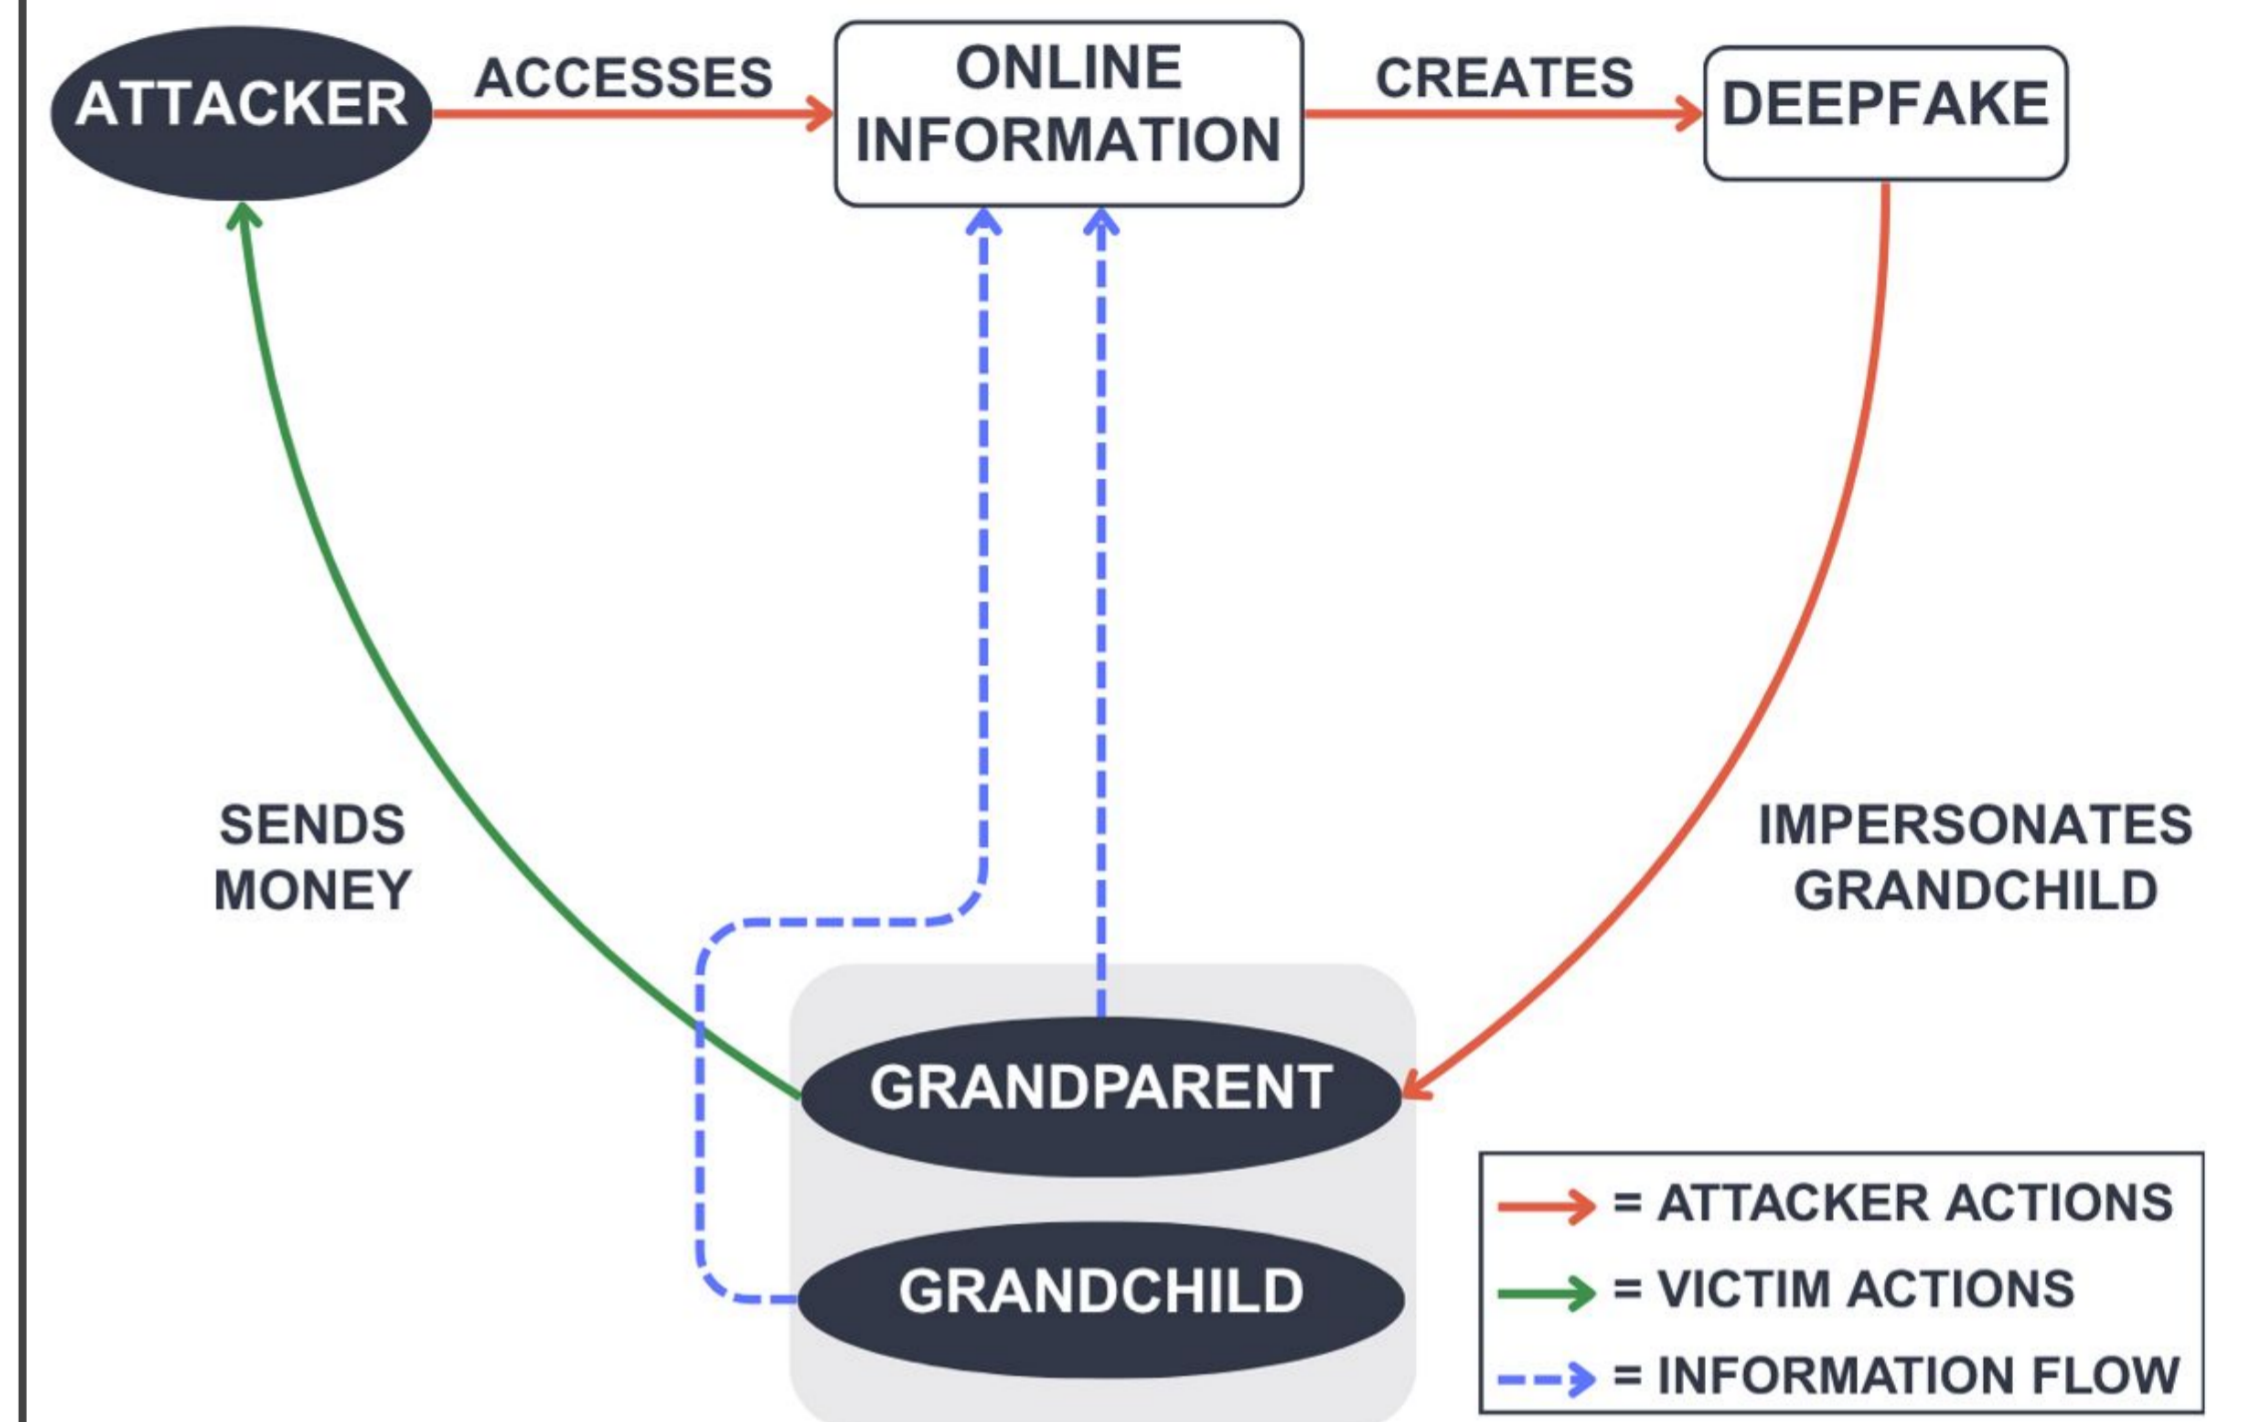 ATTACKER
ACCESSES
ONLINE
INFORMATION
CREATES
DEEPFAKE
SENDS
MONEY
IMPERSONATES
GRANDCHILD
GRANDPARENT
GRANDCHILD
= ATTACKER ACTIONS
= VICTIM ACTIONS
= INFORMATION FLOW